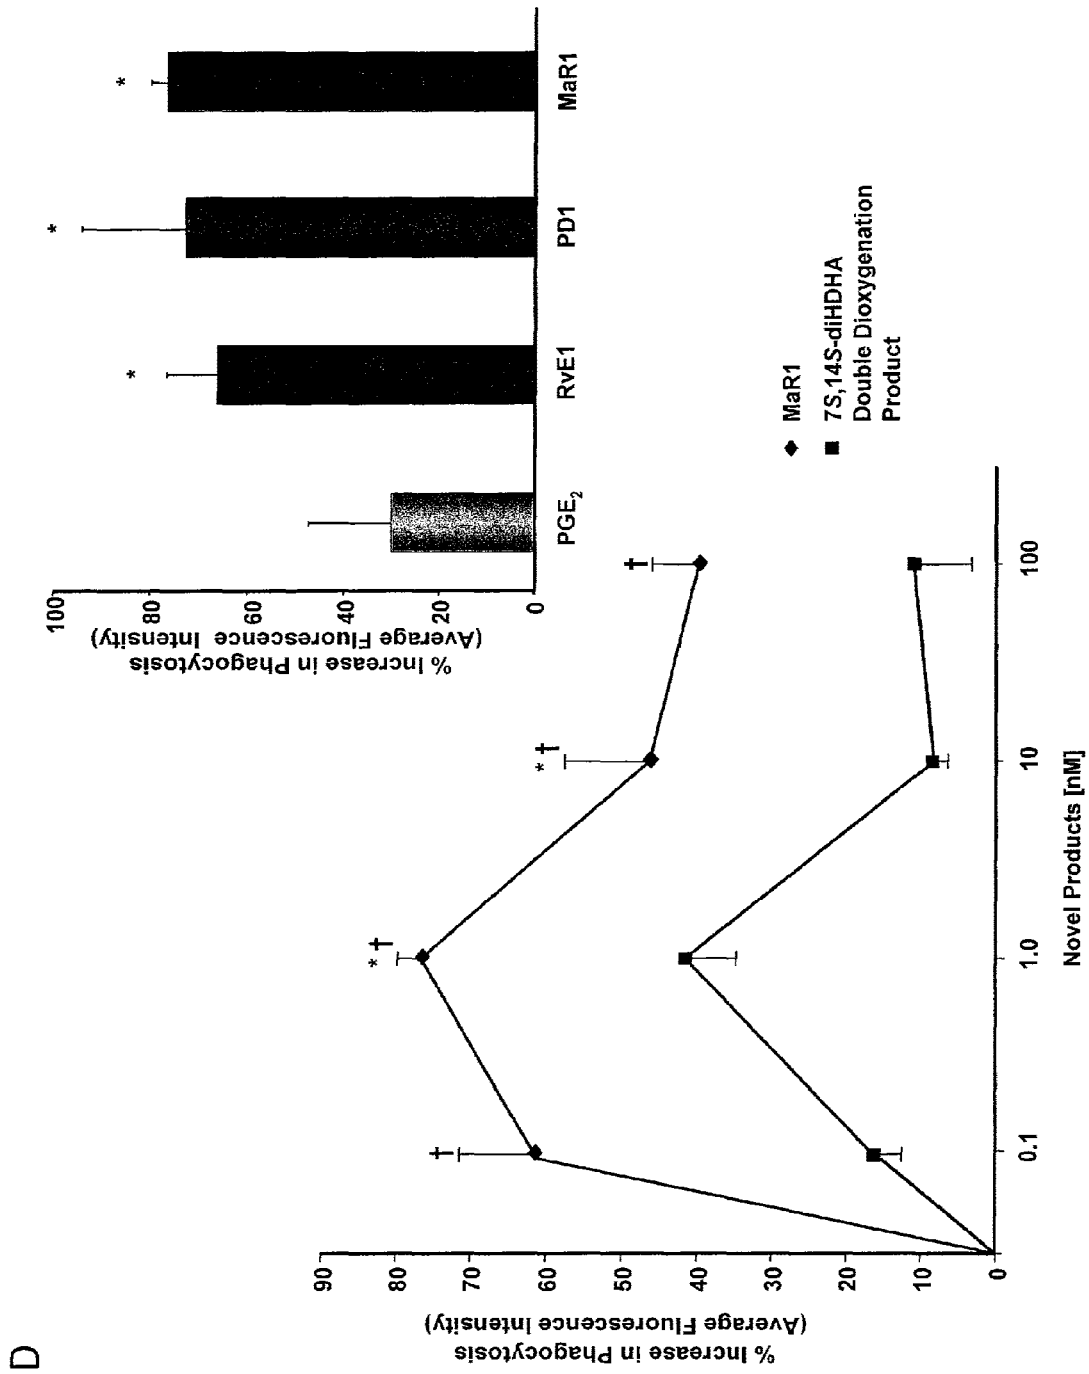 D
% Increase in Phagocytosis
(Average Fluorescence Intensity)
100
80
60
40
20
0
*
*
*
PGE₂
RvE1
PD1
MaR1
% Increase in Phagocytosis
(Average Fluorescence Intensity)
90
80
70
60
50
40
30
20
10
0
†
*†
*†
†
0.1
1.0
10
100
Novel Products [nM]
MaR1
7S,14S-diHDHA
Double Dioxygenation
Product